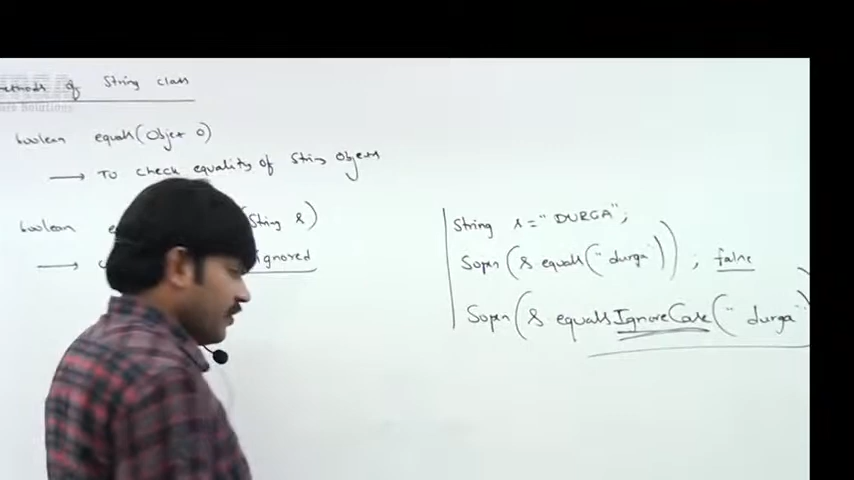 methods of String class
boolean equals(Object o)
→ To check equality of String Objects
boolean String s)
→ ignored
String s = "DURGA";
Sopln(s equals("durga")) ; false
Sopln(s equalsIgnoreCase("durga")